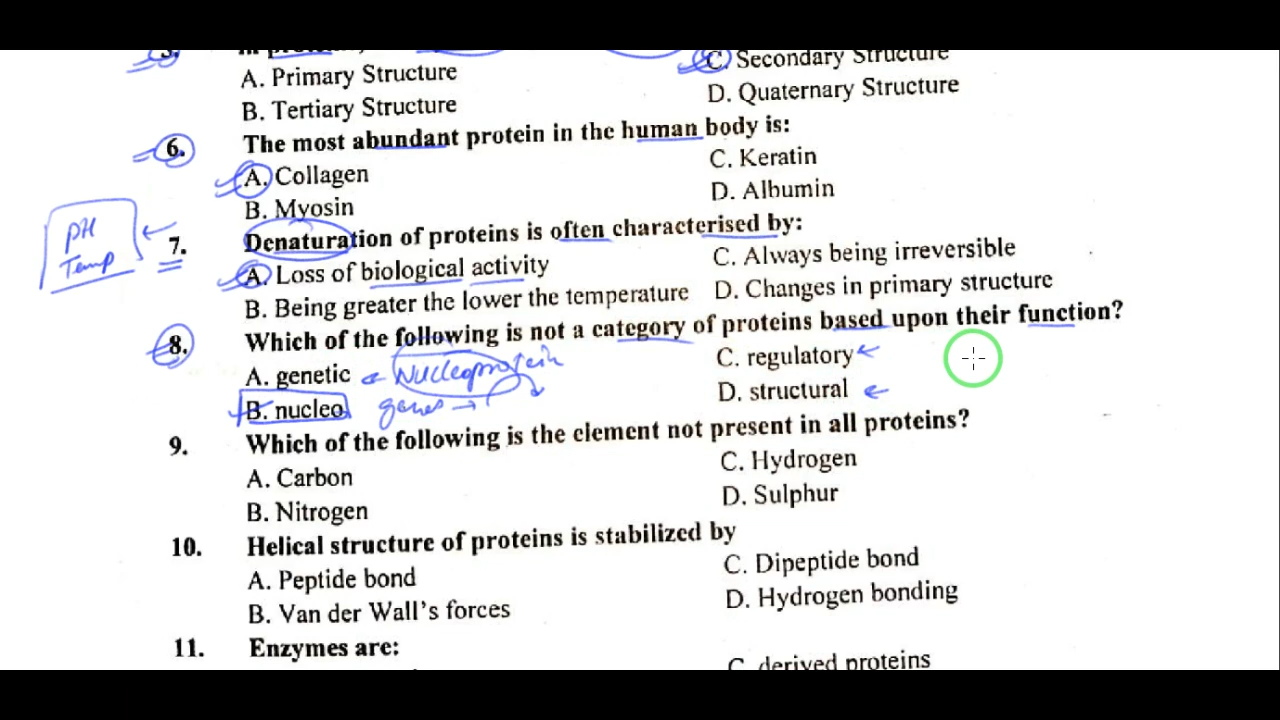 A. Primary Structure
C. Secondary Structure
B. Tertiary Structure
D. Quaternary Structure
6. The most abundant protein in the human body is:
A. Collagen
C. Keratin
B. Myosin
D. Albumin
pH
Temp
7. Denaturation of proteins is often characterised by:
A. Loss of biological activity
C. Always being irreversible
B. Being greater the lower the temperature
D. Changes in primary structure
8. Which of the following is not a category of proteins based upon their function?
A. genetic
Nucleoprotein
C. regulatory
B. nucleo
genes →
D. structural
9. Which of the following is the element not present in all proteins?
A. Carbon
C. Hydrogen
B. Nitrogen
D. Sulphur
10. Helical structure of proteins is stabilized by
A. Peptide bond
C. Dipeptide bond
B. Van der Wall's forces
D. Hydrogen bonding
11. Enzymes are:
C. derived proteins